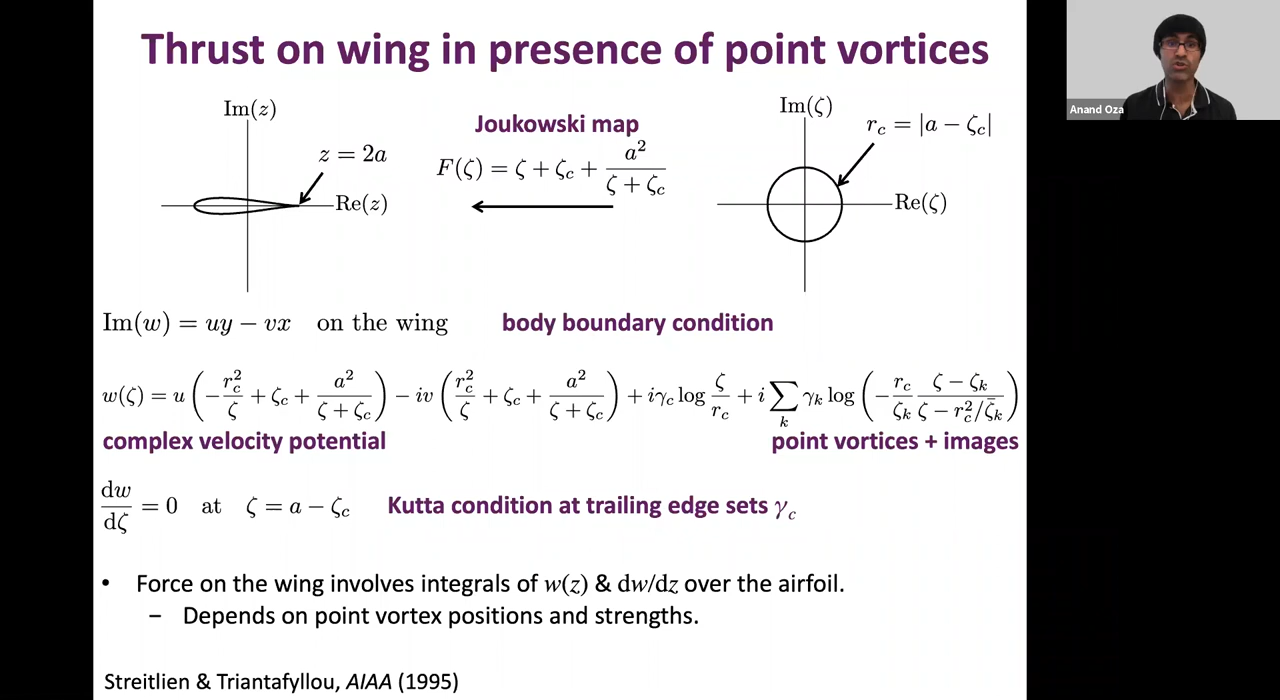 Thrust on wing in presence of point vortices
Anand Oza
Im(z)
z = 2a
Re(z)
Joukowski map
F(ζ) = ζ + ζ_c + a²/(ζ + ζ_c)
Im(ζ)
r_c = |a − ζ_c|
Re(ζ)
Im(w) = uy − vx on the wing body boundary condition
w(ζ) = u(−r_c²/ζ + ζ_c + a²/(ζ + ζ_c)) − iv(r_c²/ζ + ζ_c + a²/(ζ + ζ_c)) + iγ_c log ζ/r_c + i∑_k γ_k log(−r_c/ζ_k (ζ − ζ_k)/(ζ − r_c²/ζ̄_k))
complex velocity potential point vortices + images
dw/dζ = 0 at ζ = a − ζ_c Kutta condition at trailing edge sets γ_c
• Force on the wing involves integrals of w(z) & dw/dz over the airfoil.
− Depends on point vortex positions and strengths.
Streitlien & Triantafyllou, AIAA (1995)